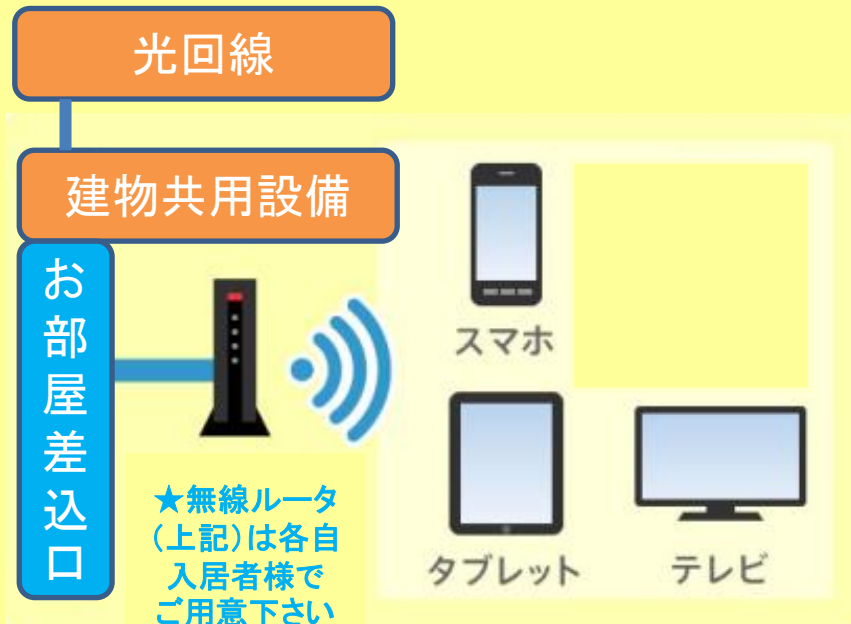 光回線
建物共用設備
お部屋差込口
スマホ
★無線ルータ
(上記)は各自
入居者様で
ご用意下さい
タブレット
テレビ